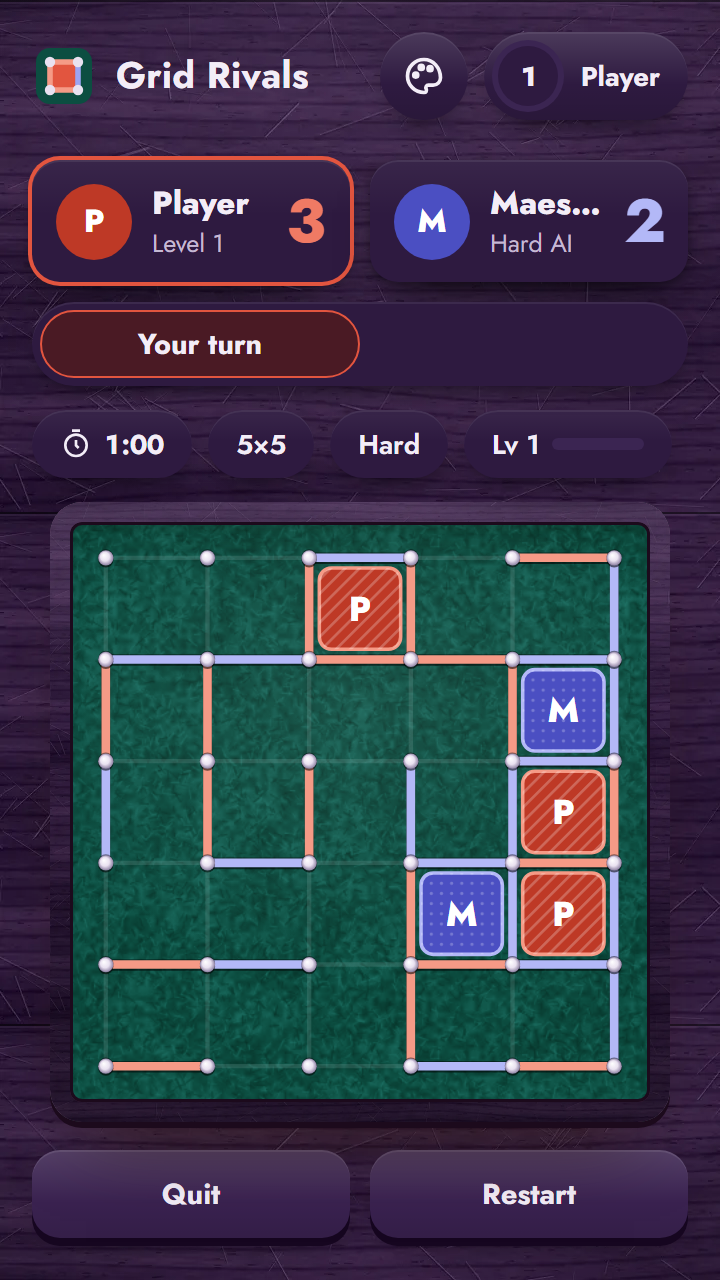 Grid Rivals
1 Player
P Player 3
Level 1
M Maes... 2
Hard AI
Your turn
1:00 5×5 Hard Lv 1
P
M
P
M P
Quit Restart